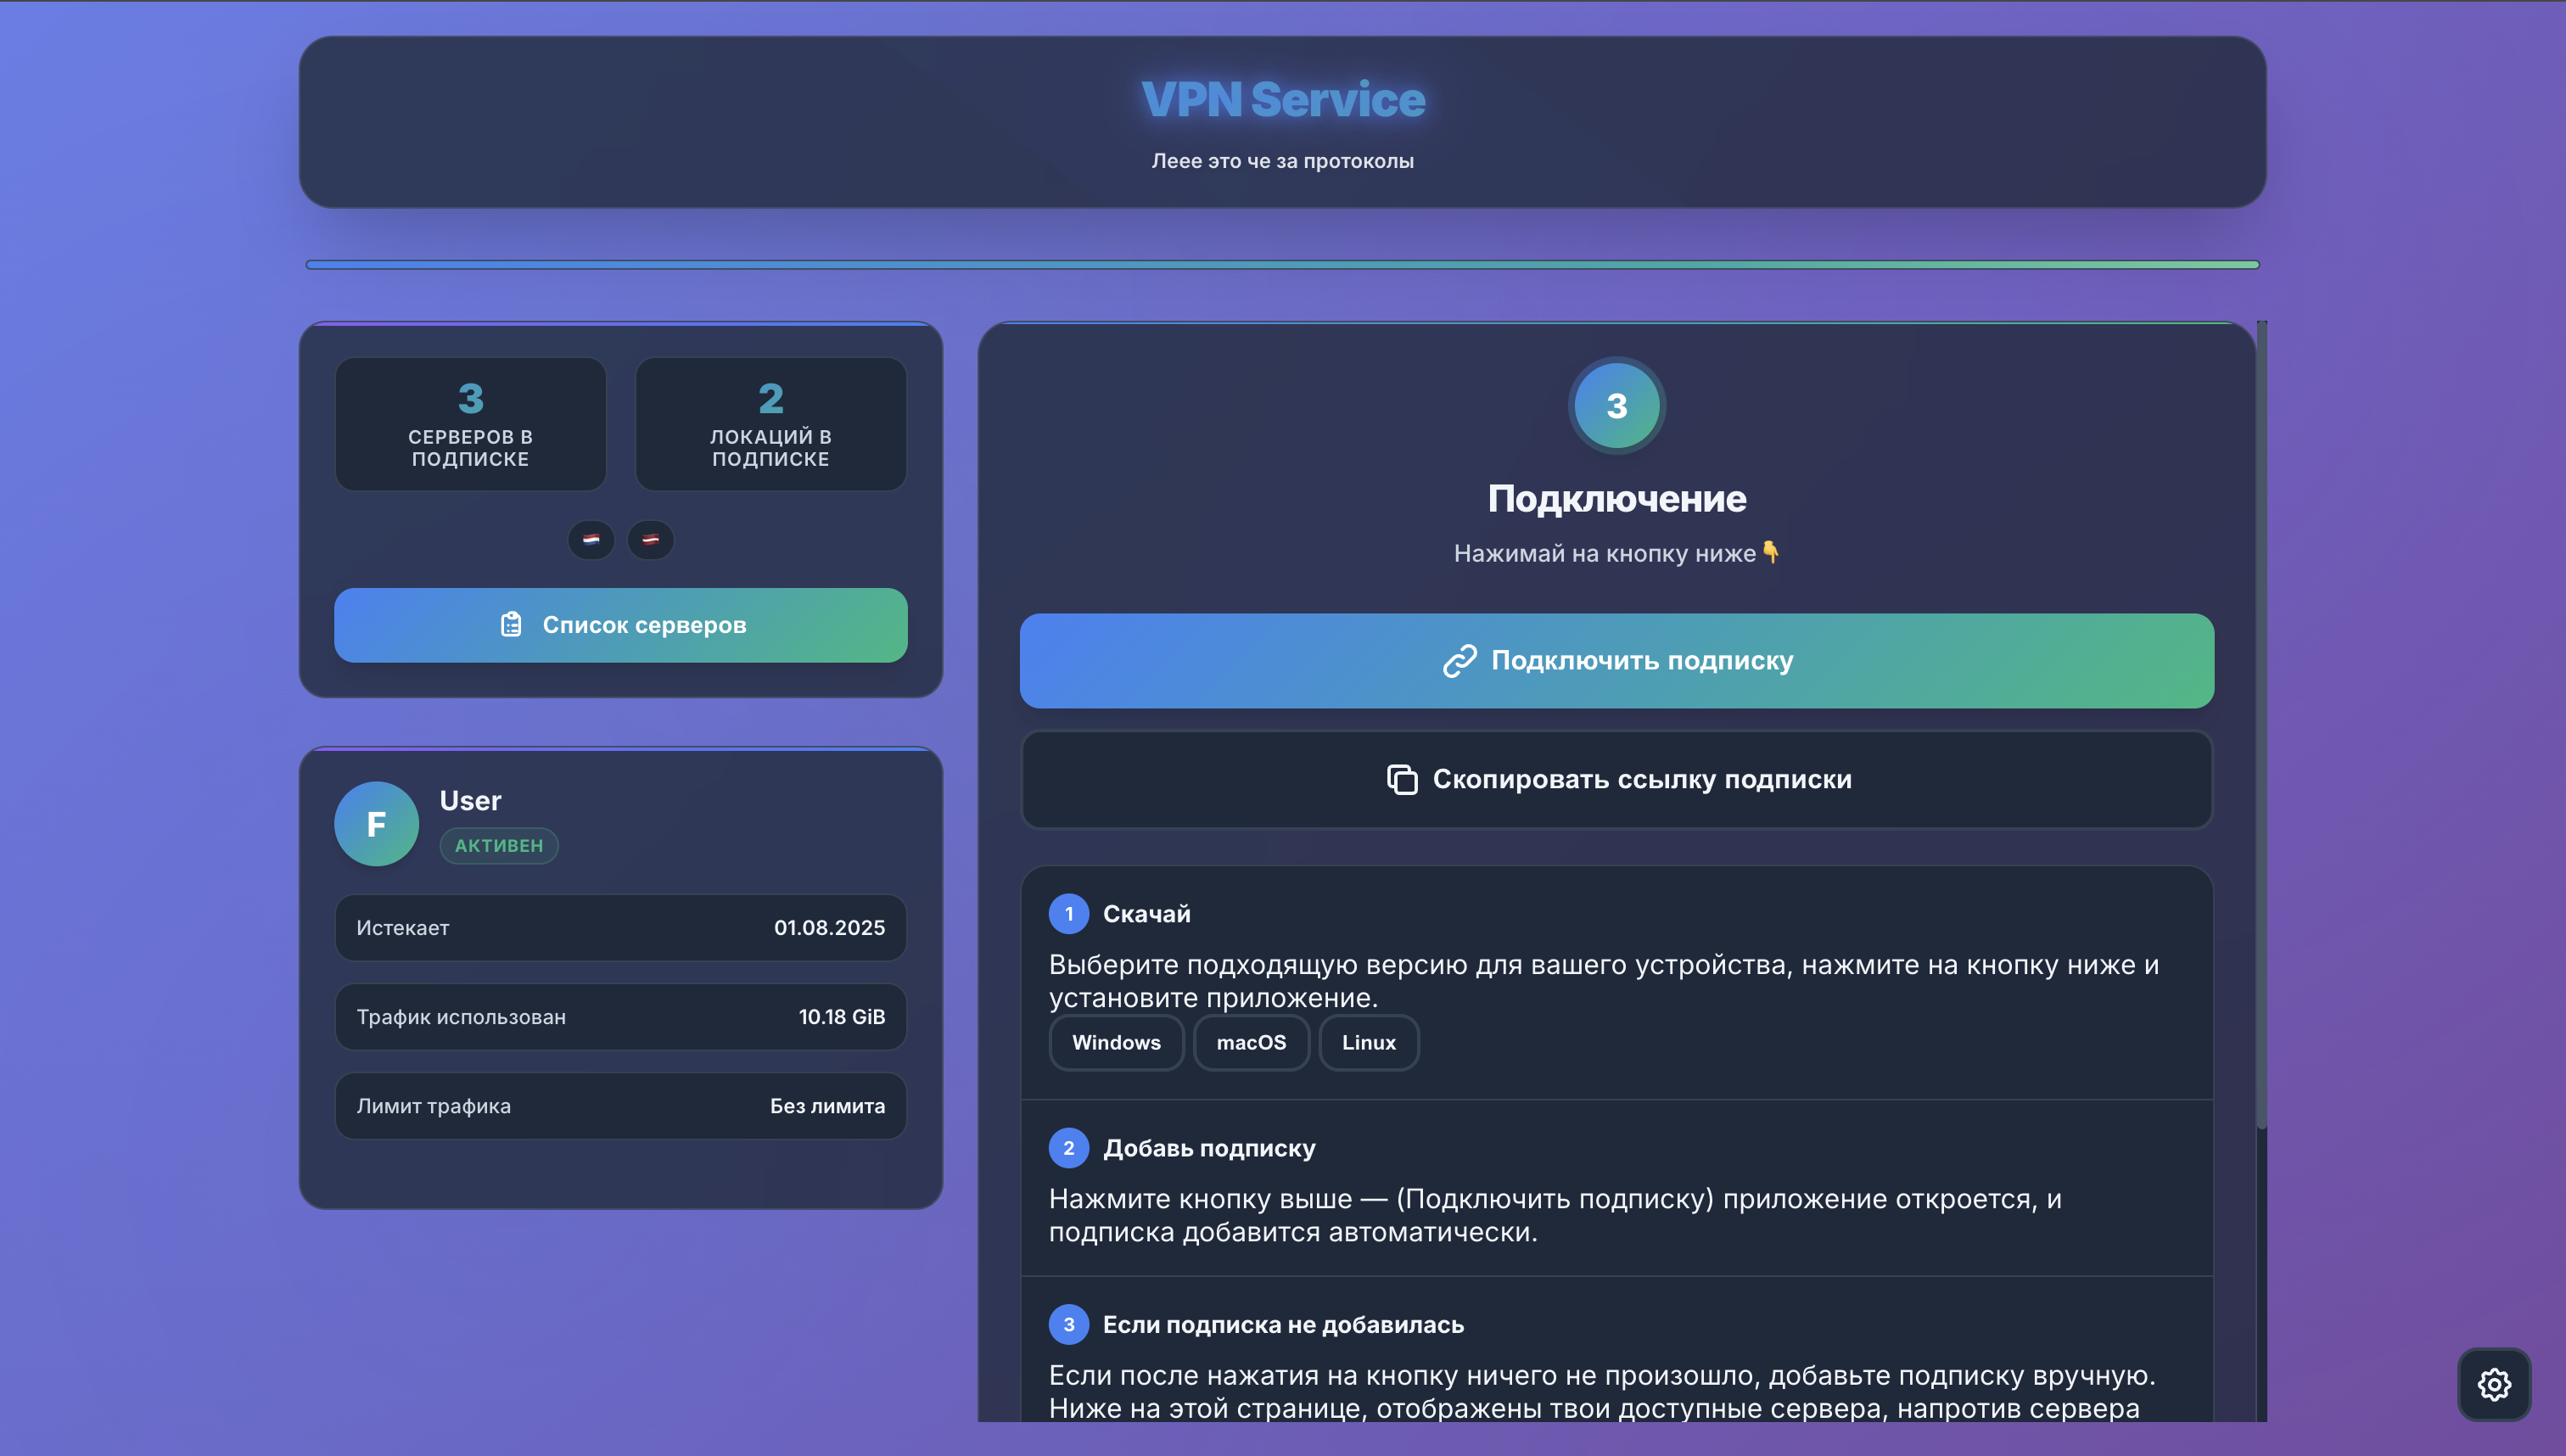 VPN Service
Леее это че за протоколы
3
СЕРВЕРОВ В
ПОДПИСКЕ
2
ЛОКАЦИЙ В
ПОДПИСКЕ
Список серверов
F
User
АКТИВЕН
Истекает 01.08.2025
Трафик использован 10.18 GiB
Лимит трафика Без лимита
3
Подключение
Нажимай на кнопку ниже👇
Подключить подписку
Скопировать ссылку подписки
1 Скачай
Выберите подходящую версию для вашего устройства, нажмите на кнопку ниже и
установите приложение.
Windows macOS Linux
2 Добавь подписку
Нажмите кнопку выше — (Подключить подписку) приложение откроется, и
подписка добавится автоматически.
3 Если подписка не добавилась
Если после нажатия на кнопку ничего не произошло, добавьте подписку вручную.
Ниже на этой странице, отображены твои доступные сервера, напротив сервера